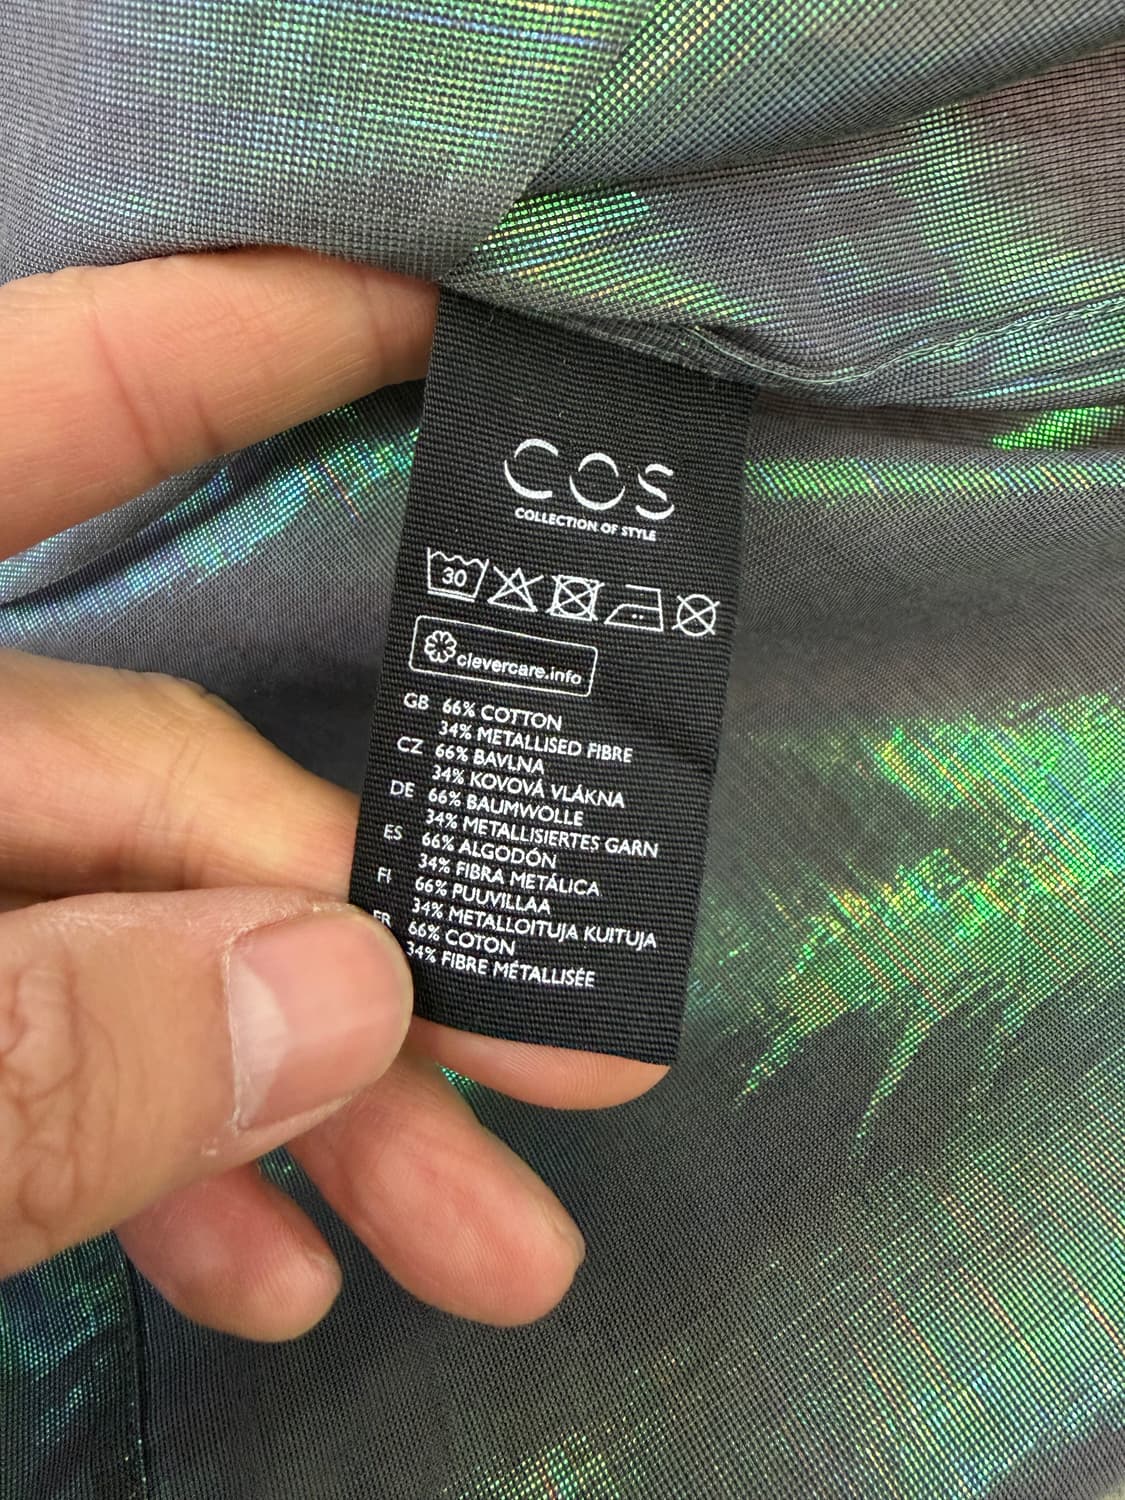 COS
COLLECTION OF STYLE
30
clevercare.info
GB 66% COTTON
34% METALLISED FIBRE
CZ 66% BAVLNA
34% KOVOVÁ VLÁKNA
DE 66% BAUMWOLLE
34% METALLISIERTES GARN
ES 66% ALGODÓN
34% FIBRA METÁLICA
FI 66% PUUVILLAA
34% METALLOITUJA KUITUJA
FR 66% COTON
34% FIBRE MÉTALLISÉE